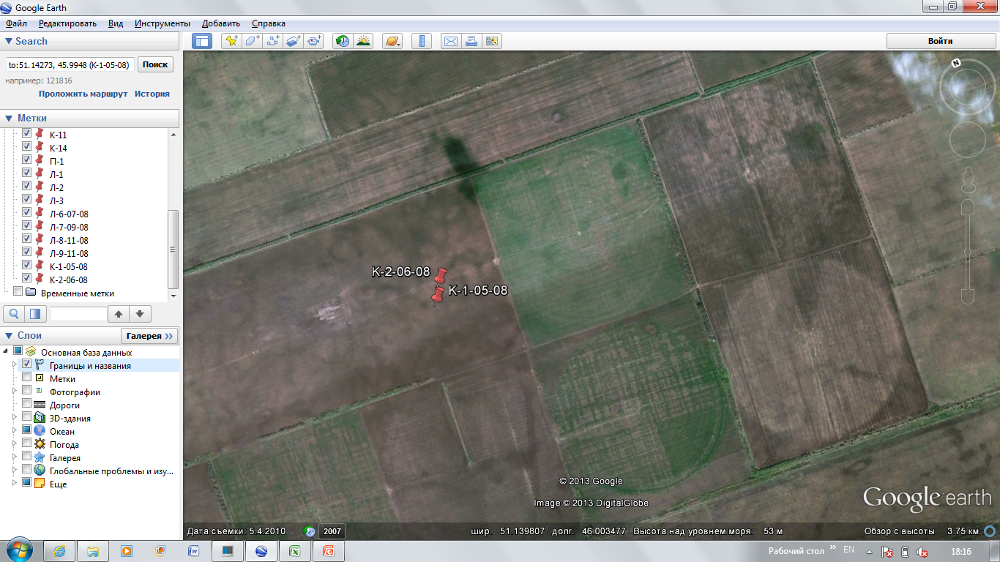 Google Earth
Файл Редактировать Вид Инструменты Добавить Справка
Search
to:51.14273, 45.9948 (K-1-05-08) Поиск
например: 121816
Проложить маршрут История
Метки
К-11
К-14
П-1
Л-1
Л-2
Л-3
Л-6-07-08
Л-7-09-08
Л-8-11-08
Л-9-11-08
К-1-05-08
К-2-06-08
Временные метки
Слои
Галерея »
Основная база данных
Границы и названия
Метки
Фотографии
Дороги
3D-здания
Океан
Погода
Галерея
Глобальные проблемы и изу...
Еще
Войти
N
К-2-06-08
К-1-05-08
© 2013 Google
Image © 2013 DigitalGlobe
Google earth
Дата съемки: 5.4.2010 2007 шир. 51.139807° долг. 46.003477° Высота над уровнем моря: 53 м Обзор с высоты 3.75 км
Рабочий стол » EN 18:16